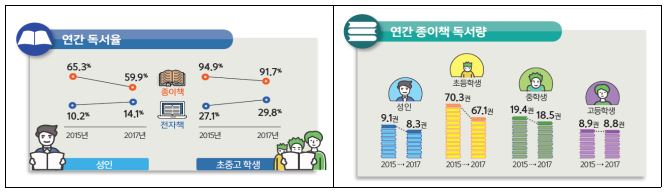 연간 독서율
65.3%
59.9%
종이책
94.9%
91.7%
10.2%
14.1%
전자책
27.1%
29.8%
2015년
2017년
2015년
2017년
성인
초중고 학생
연간 종이책 독서량
성인
초등학생
중학생
고등학생
9.1권
8.3권
70.3권
67.1권
19.4권
18.5권
8.9권
8.8권
2015→2017
2015→2017
2015→2017
2015→2017